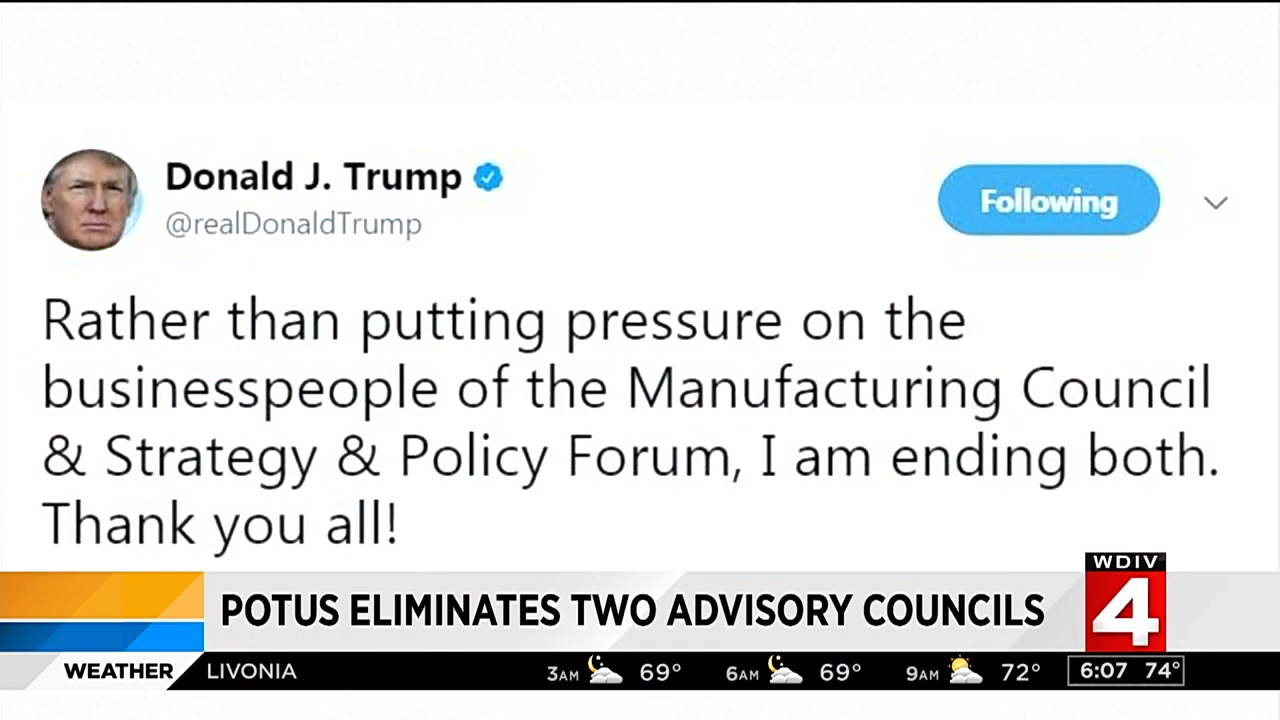 Donald J. Trump
@realDonaldTrump
Following
Rather than putting pressure on the
businesspeople of the Manufacturing Council
& Strategy & Policy Forum, I am ending both.
Thank you all!
WDIV
4
POTUS ELIMINATES TWO ADVISORY COUNCILS
WEATHER LIVONIA 3AM 69° 6AM 69° 9AM 72° 6:07 74°